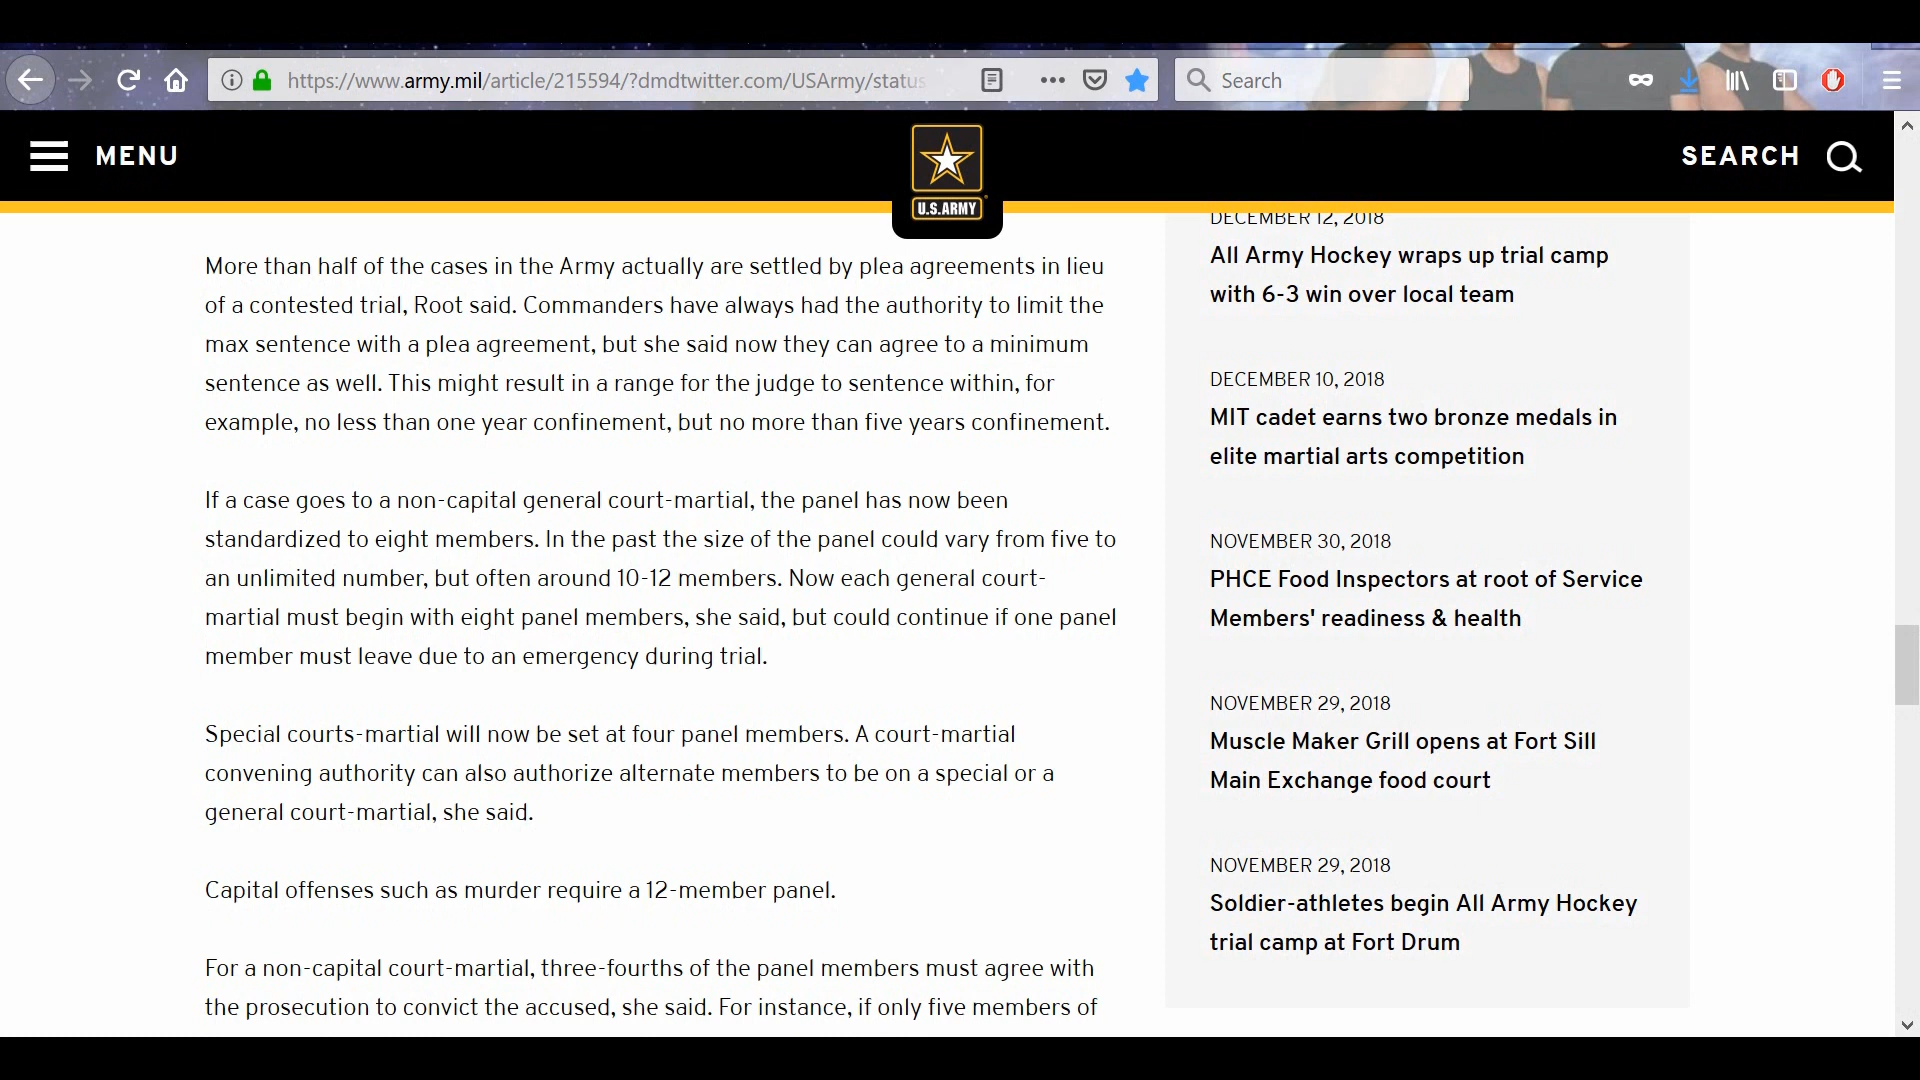 https://www.army.mil/article/215594/?dmdtwitter.com/USArmy/status
Search
MENU
U.S.ARMY
SEARCH
More than half of the cases in the Army actually are settled by plea agreements in lieu
of a contested trial, Root said. Commanders have always had the authority to limit the
max sentence with a plea agreement, but she said now they can agree to a minimum
sentence as well. This might result in a range for the judge to sentence within, for
example, no less than one year confinement, but no more than five years confinement.
If a case goes to a non-capital general court-martial, the panel has now been
standardized to eight members. In the past the size of the panel could vary from five to
an unlimited number, but often around 10-12 members. Now each general court-
martial must begin with eight panel members, she said, but could continue if one panel
member must leave due to an emergency during trial.
Special courts-martial will now be set at four panel members. A court-martial
convening authority can also authorize alternate members to be on a special or a
general court-martial, she said.
Capital offenses such as murder require a 12-member panel.
For a non-capital court-martial, three-fourths of the panel members must agree with
the prosecution to convict the accused, she said. For instance, if only five members of
DECEMBER 12, 2018
All Army Hockey wraps up trial camp
with 6-3 win over local team
DECEMBER 10, 2018
MIT cadet earns two bronze medals in
elite martial arts competition
NOVEMBER 30, 2018
PHCE Food Inspectors at root of Service
Members' readiness & health
NOVEMBER 29, 2018
Muscle Maker Grill opens at Fort Sill
Main Exchange food court
NOVEMBER 29, 2018
Soldier-athletes begin All Army Hockey
trial camp at Fort Drum